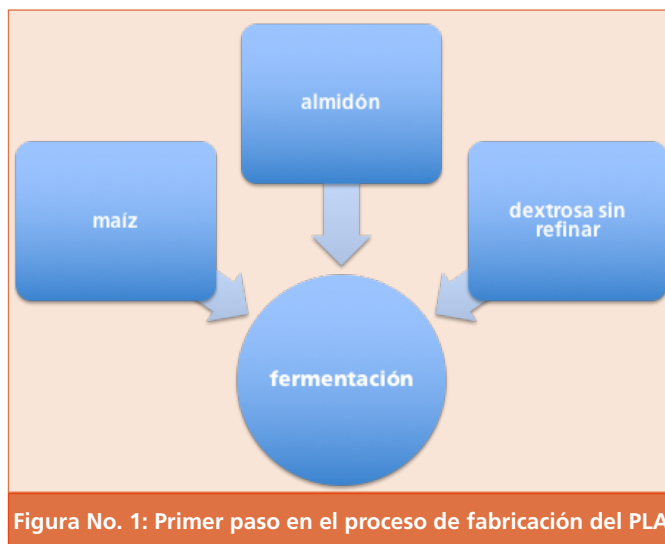 almidón
maíz
dextrosa sin
refinar
fermentación
Figura No. 1: Primer paso en el proceso de fabricación del PLA